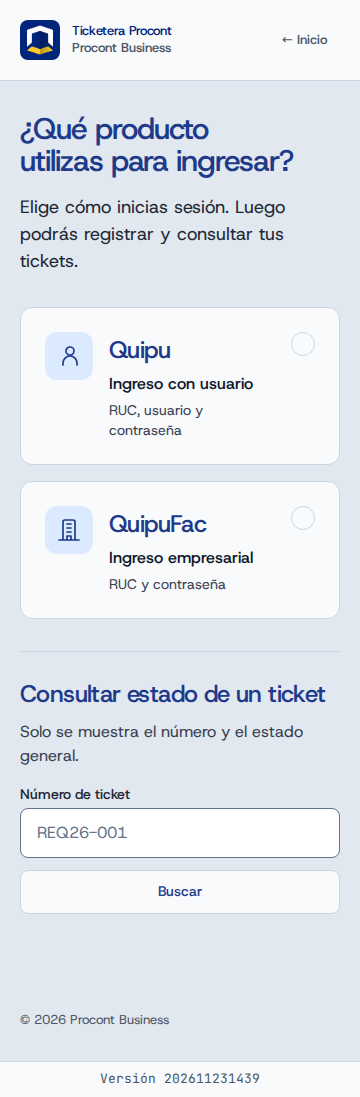 Ticketera Procont
Procont Business
← Inicio
¿Qué producto
utilizas para ingresar?
Elige cómo inicias sesión. Luego
podrás registrar y consultar tus
tickets.
Quipu
Ingreso con usuario
RUC, usuario y
contraseña
QuipuFac
Ingreso empresarial
RUC y contraseña
Consultar estado de un ticket
Solo se muestra el número y el estado
general.
Número de ticket
REQ26-001
Buscar
© 2026 Procont Business
Versión 202611231439